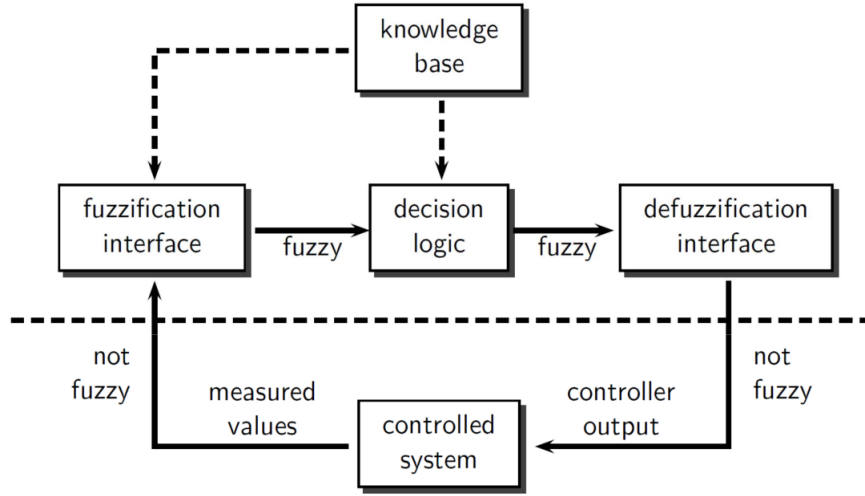 knowledge
base
fuzzification
interface
fuzzy
decision
logic
fuzzy
defuzzification
interface
not
fuzzy
measured
values
controlled
system
controller
output
not
fuzzy